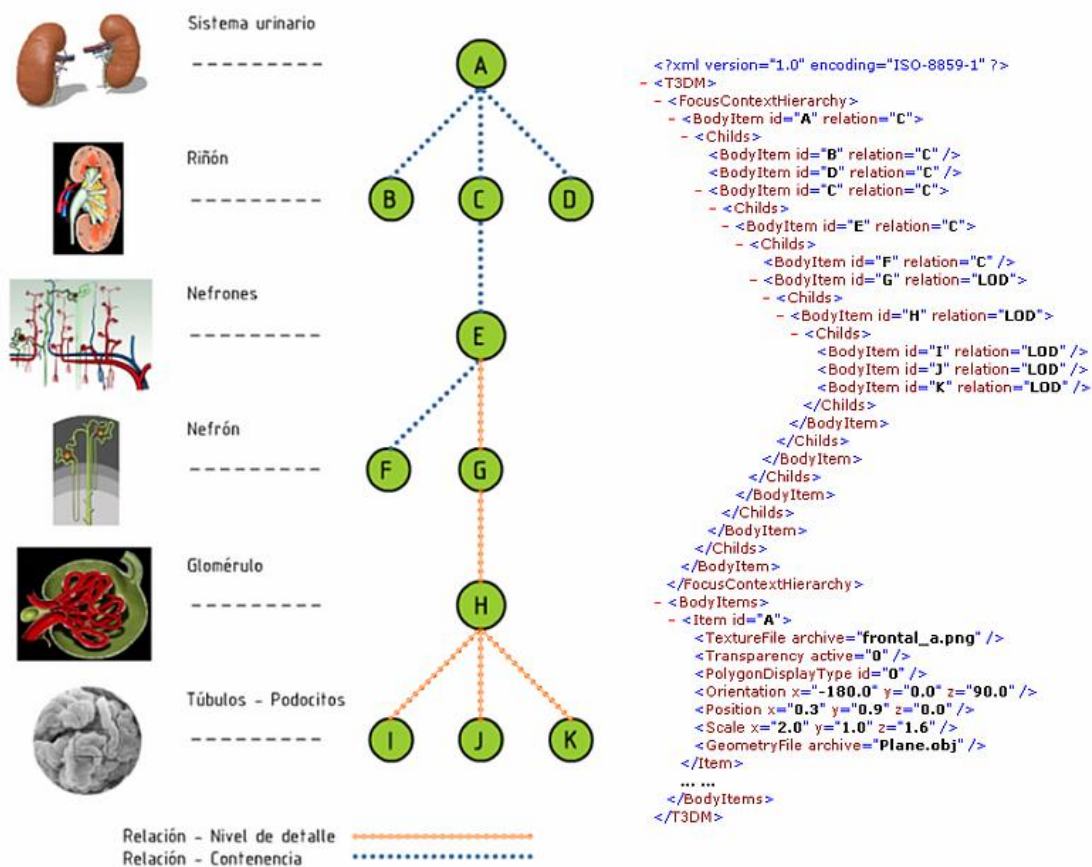 Sistema urinario
A
Riñón
B C D
Nefrones
E
Nefrón
F G
Glomérulo
H
Túbulos - Podocitos
I J K
Relación - Nivel de detalle
Relación - Contenencia
<?xml version="1.0" encoding="ISO-8859-1" ?>
- <T3DM>
- <FocusContextHierarchy>
- <BodyItem id="A" relation="C">
- <Childs>
<BodyItem id="B" relation="C" />
<BodyItem id="D" relation="C" />
- <BodyItem id="C" relation="C">
- <Childs>
- <BodyItem id="E" relation="C">
- <Childs>
<BodyItem id="F" relation="C" />
- <BodyItem id="G" relation="LOD">
- <Childs>
- <BodyItem id="H" relation="LOD">
- <Childs>
<BodyItem id="I" relation="LOD" />
<BodyItem id="J" relation="LOD" />
<BodyItem id="K" relation="LOD" />
</Childs>
</BodyItem>
</Childs>
</BodyItem>
</Childs>
</BodyItem>
</Childs>
</BodyItem>
</Childs>
</BodyItem>
</FocusContextHierarchy>
- <BodyItems>
- <Item id="A">
<TextureFile archive="frontal_a.png" />
<Transparency active="0" />
<PolygonDisplayType id="0" />
<Orientation x="-180.0" y="0.0" z="90.0" />
<Position x="0.3" y="0.9" z="0.0" />
<Scale x="2.0" y="1.0" z="1.6" />
<GeometryFile archive="Plane.obj" />
</Item>
... ...
</BodyItems>
</T3DM>